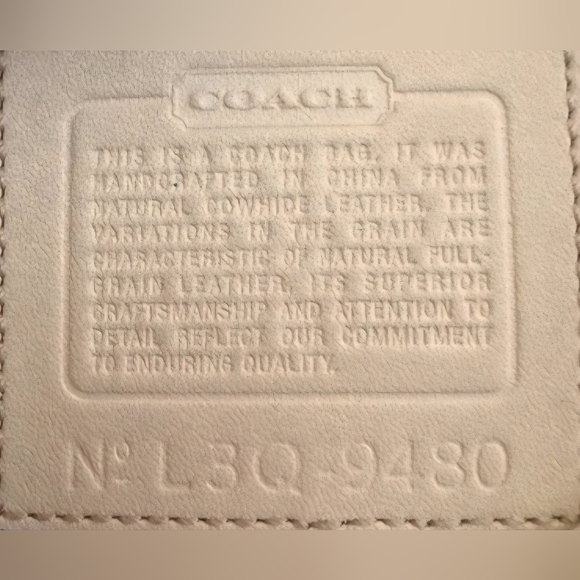 COACH
THIS IS A COACH BAG. IT WAS
HANDCRAFTED IN CHINA FROM
NATURAL COWHIDE LEATHER. THE
VARIATIONS IN THE GRAIN ARE
CHARACTERISTIC OF NATURAL FULL-
GRAIN LEATHER. ITS SUPERIOR
CRAFTSMANSHIP AND ATTENTION TO
DETAIL REFLECT OUR COMMITMENT
TO ENDURING QUALITY.
Nº L3Q-9480